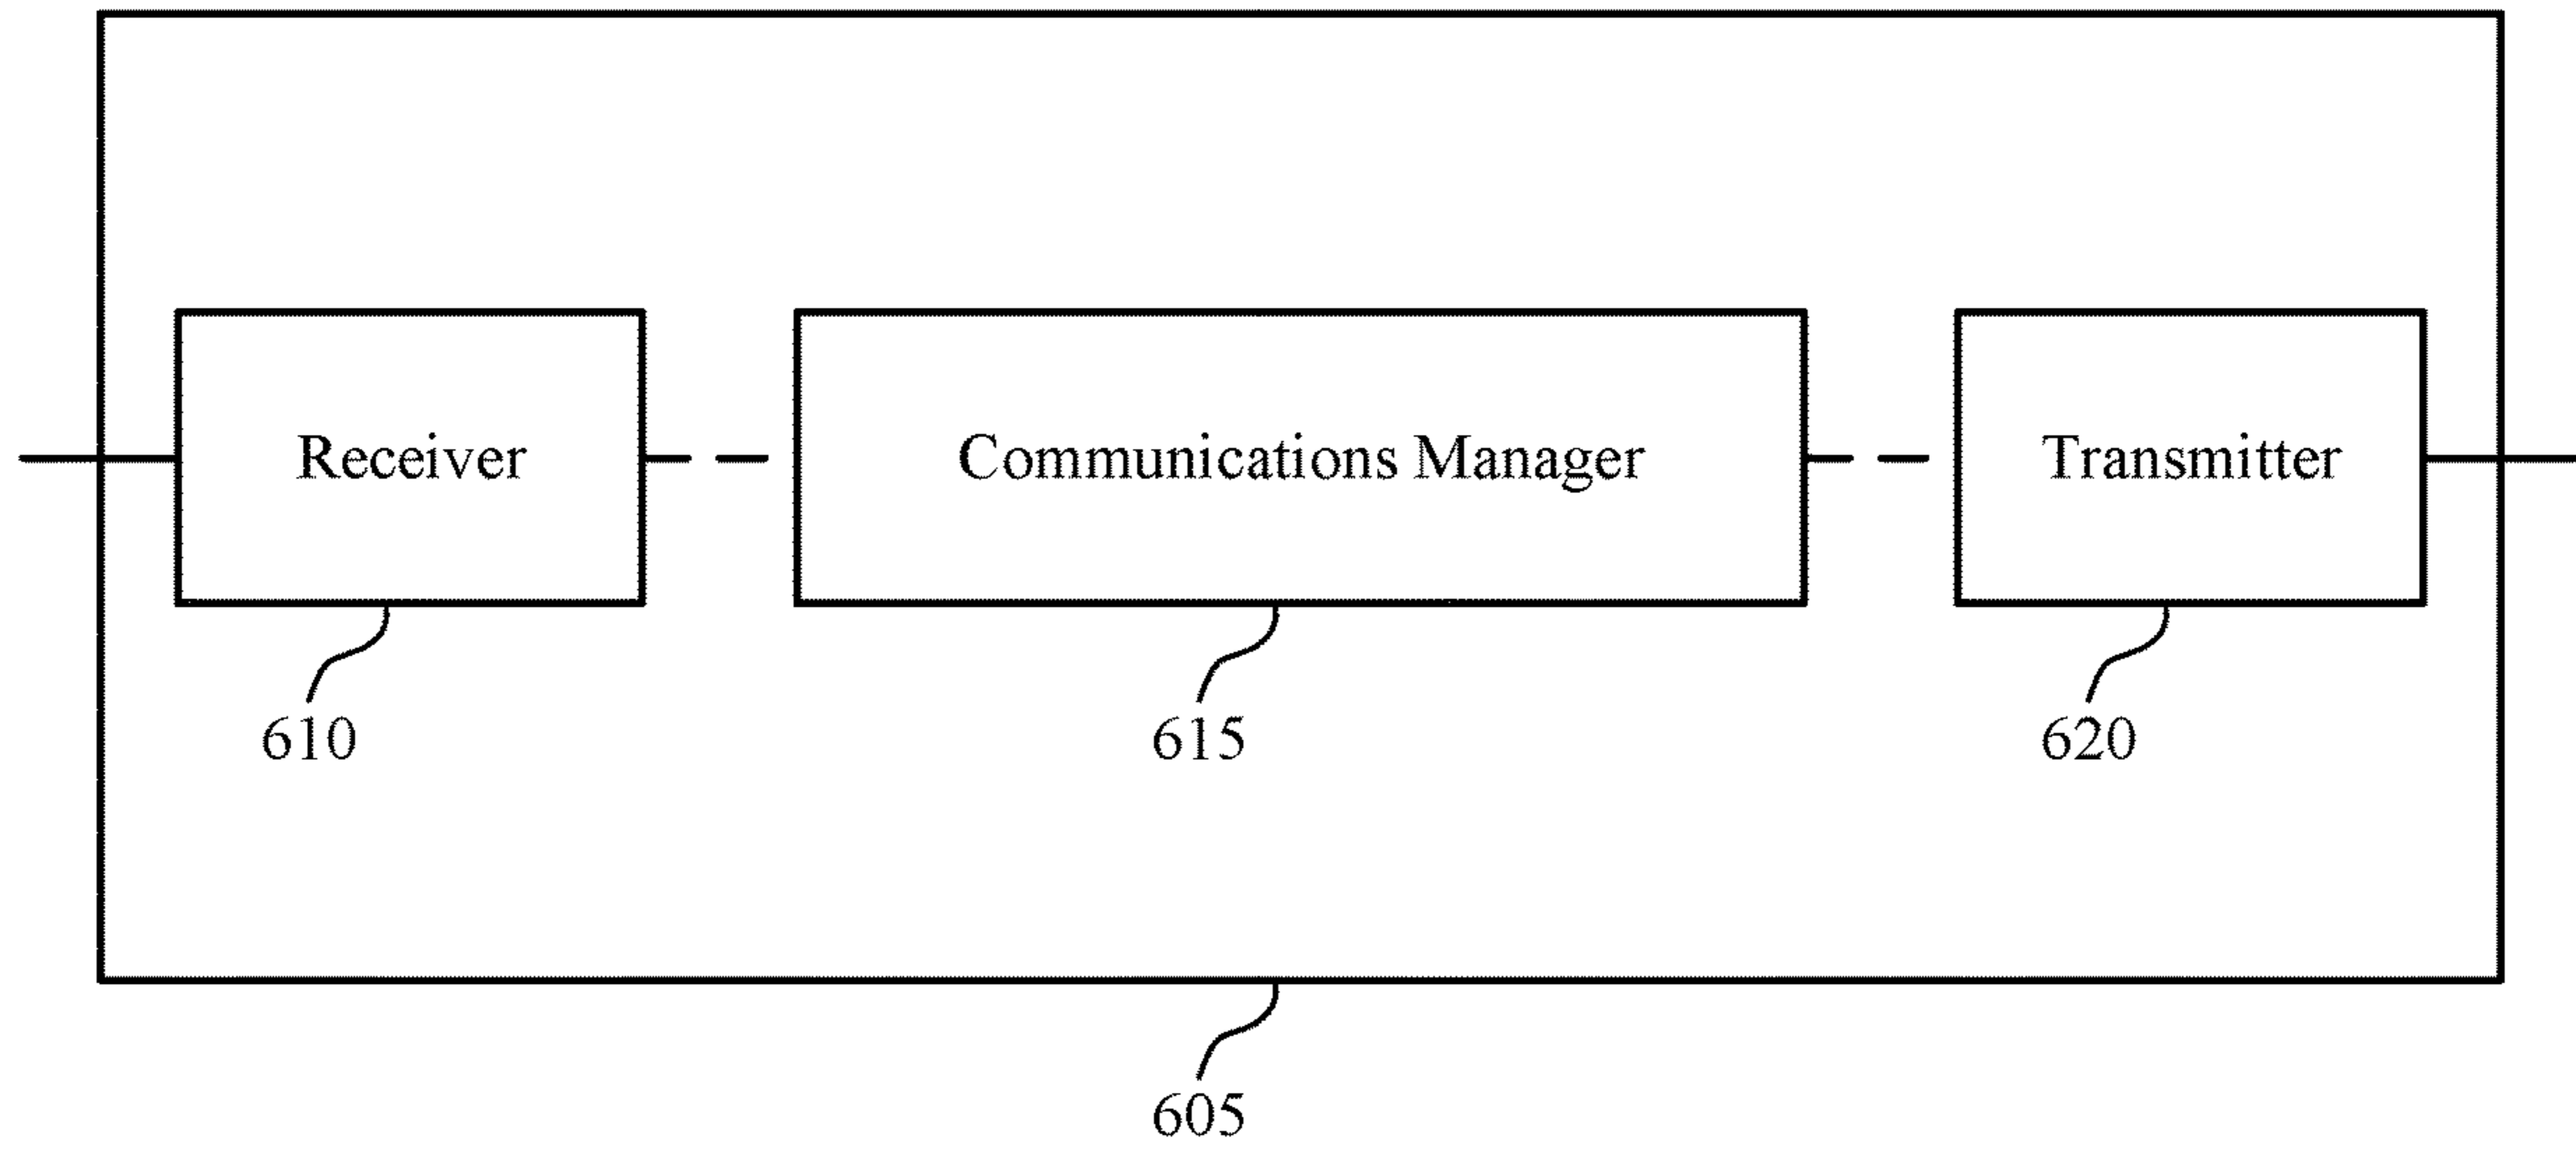 Receiver
Communications Manager
Transmitter
610
615
620
605